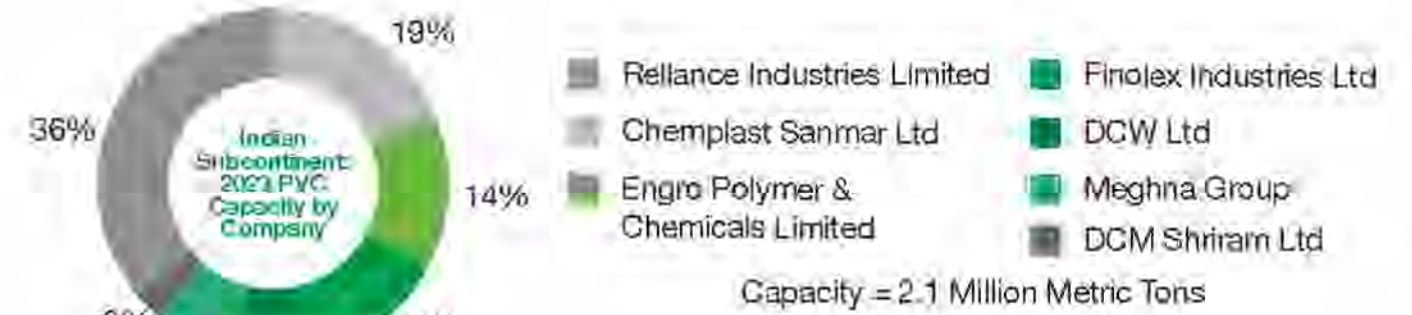 19%
36%
14%
Indian
Subcontinent:
2023 PVC
Capacity by
Company
Reliance Industries Limited
Chemplast Sanmar Ltd
Engro Polymer &
Chemicals Limited
Finolex Industries Ltd
DCW Ltd
Meghna Group
DCM Shriram Ltd
Capacity = 2.1 Million Metric Tons